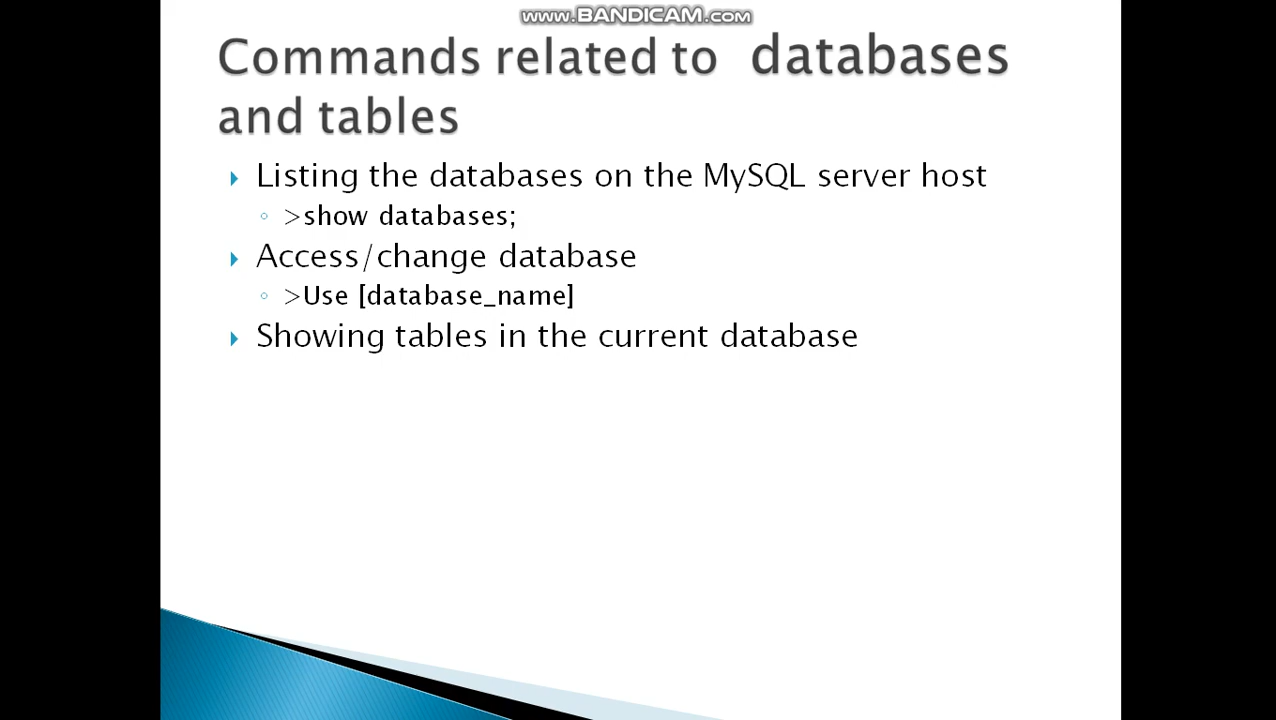 www.BANDICAM.com
Commands related to databases
and tables
Listing the databases on the MySQL server host
>show databases;
Access/change database
>Use [database_name]
Showing tables in the current database